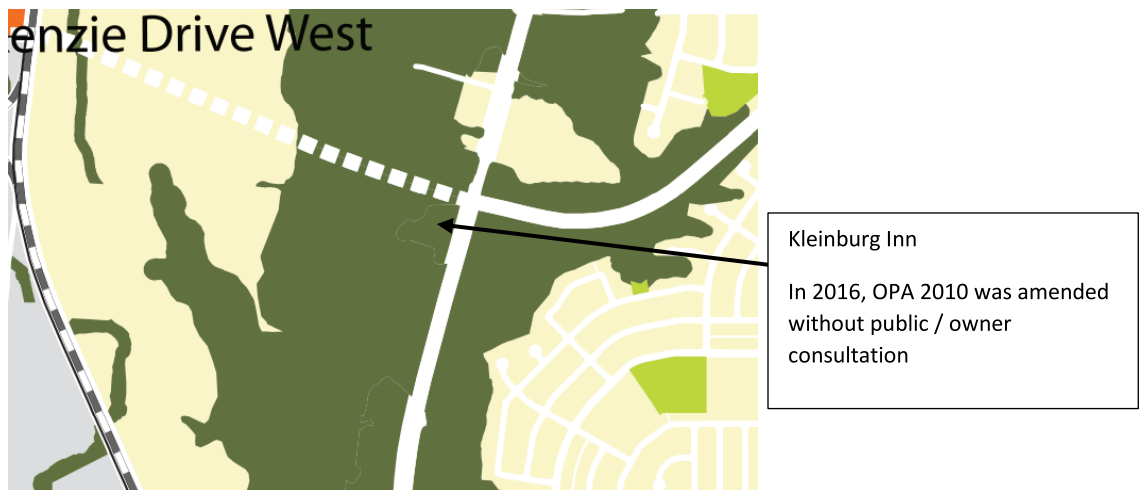 enzie Drive West
Kleinburg Inn
In 2016, OPA 2010 was amended
without public / owner
consultation